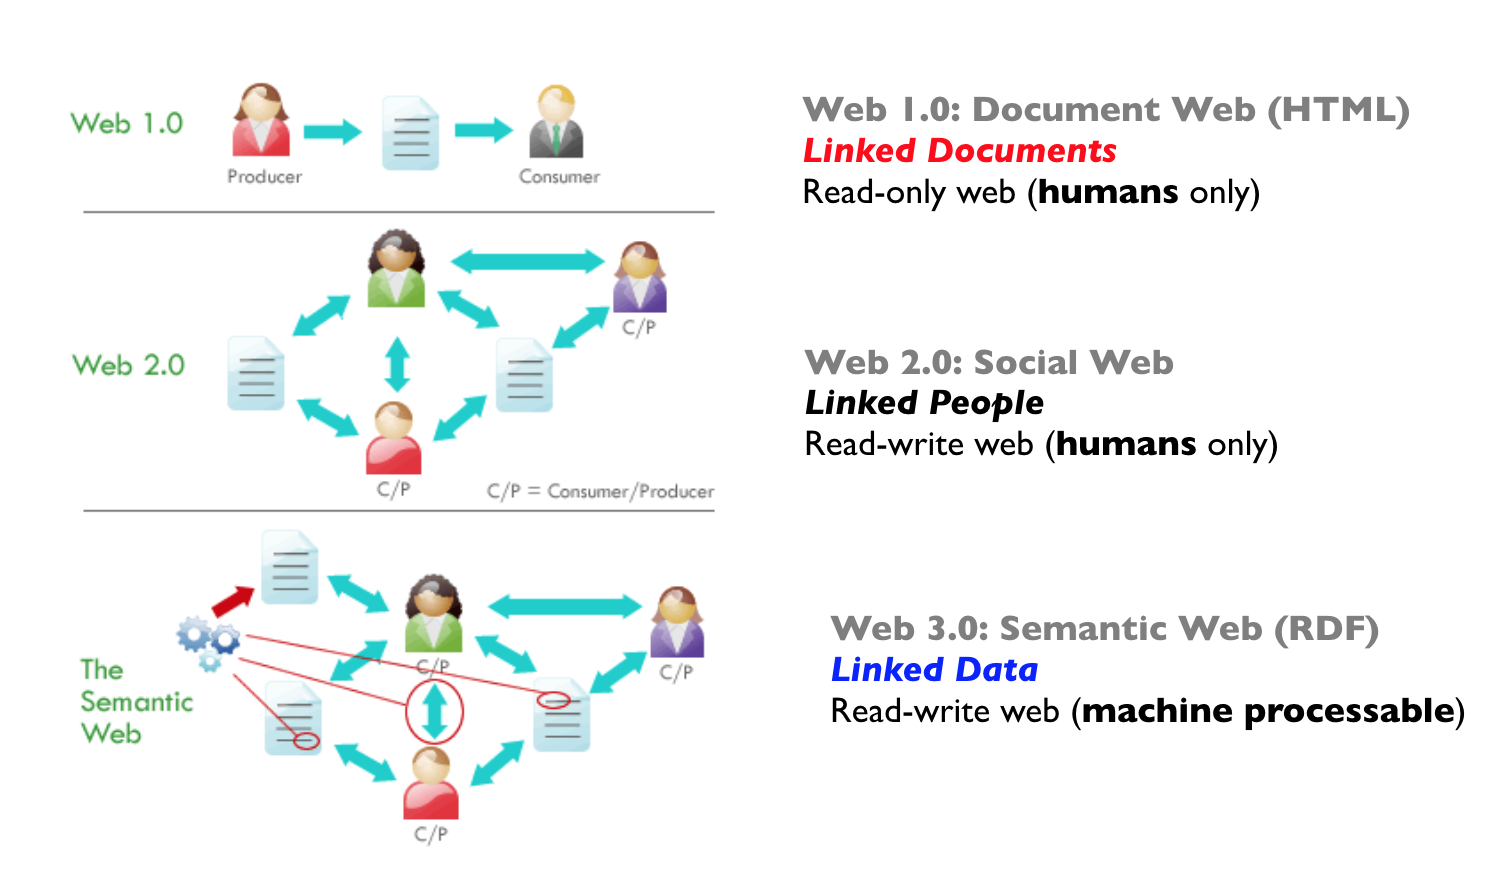 Web 1.0
Producer
Consumer
Web 1.0: Document Web (HTML)
Linked Documents
Read-only web (humans only)
Web 2.0
C/P
C/P
C/P = Consumer/Producer
Web 2.0: Social Web
Linked People
Read-write web (humans only)
The
Semantic
Web
C/P
C/P
C/P
Web 3.0: Semantic Web (RDF)
Linked Data
Read-write web (machine processable)